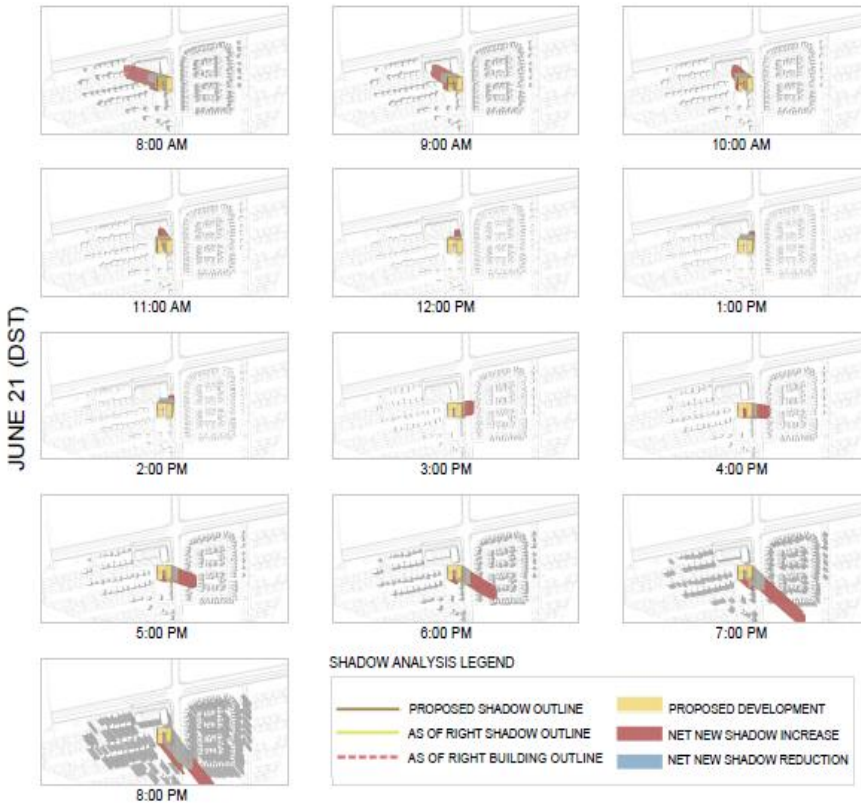 JUNE 21 (DST)
8:00 AM
9:00 AM
10:00 AM
11:00 AM
12:00 PM
1:00 PM
2:00 PM
3:00 PM
4:00 PM
5:00 PM
6:00 PM
7:00 PM
8:00 PM
SHADOW ANALYSIS LEGEND
PROPOSED SHADOW OUTLINE
AS OF RIGHT SHADOW OUTLINE
AS OF RIGHT BUILDING OUTLINE
PROPOSED DEVELOPMENT
NET NEW SHADOW INCREASE
NET NEW SHADOW REDUCTION